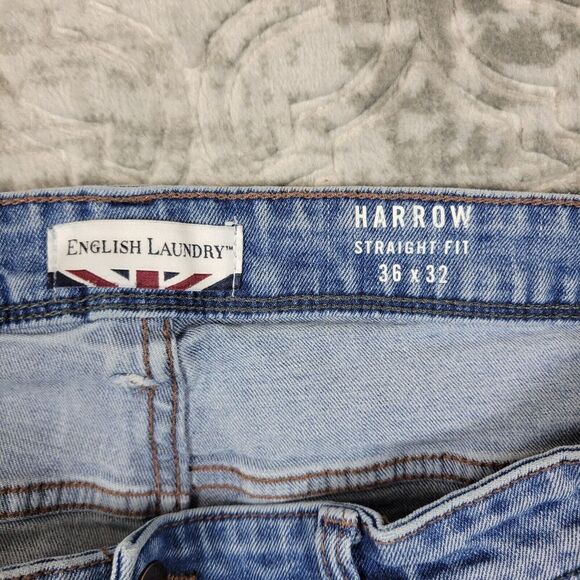 ENGLISH LAUNDRY™
HARROW
STRAIGHT FIT
36 x 32